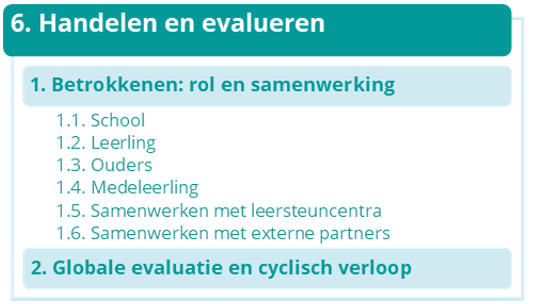 6. Handelen en evalueren
1. Betrokkenen: rol en samenwerking
1.1. School
1.2. Leerling
1.3. Ouders
1.4. Medeleerling
1.5. Samenwerken met leersteuncentra
1.6. Samenwerken met externe partners
2. Globale evaluatie en cyclisch verloop